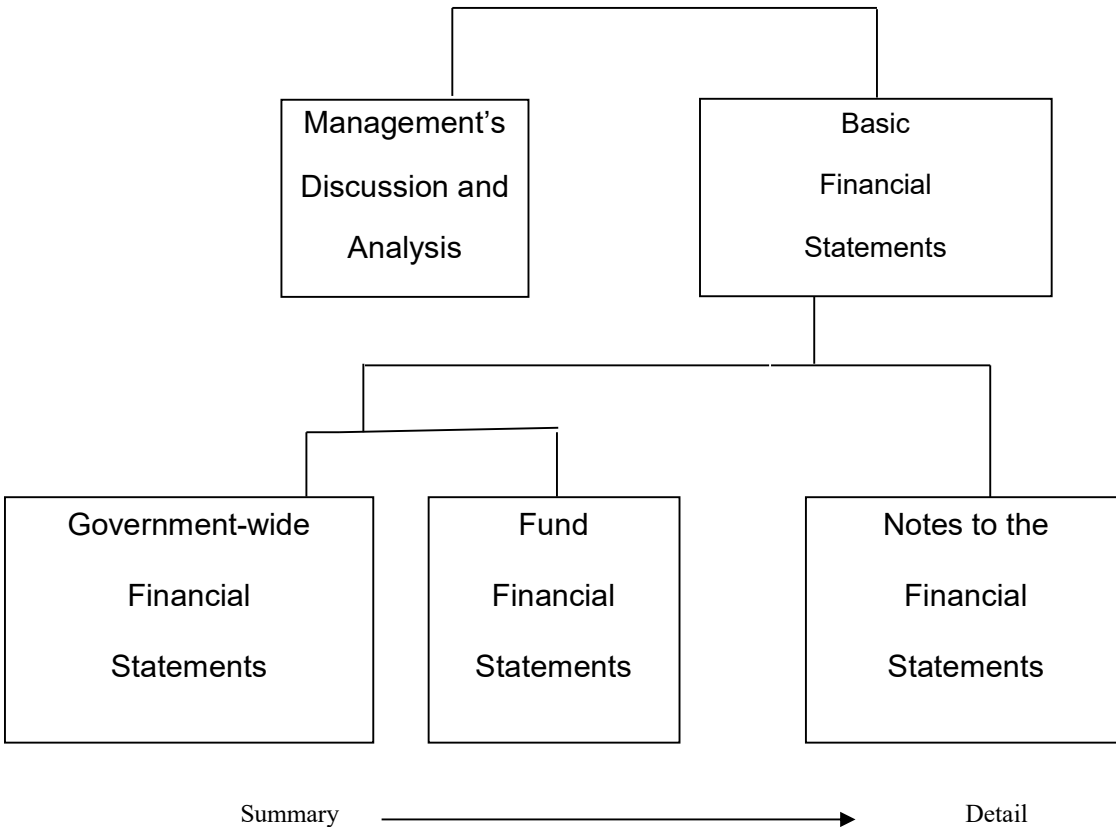 Management’s
Discussion and
Analysis
Basic
Financial
Statements
Government-wide
Financial
Statements
Fund
Financial
Statements
Notes to the
Financial
Statements
Summary
Detail